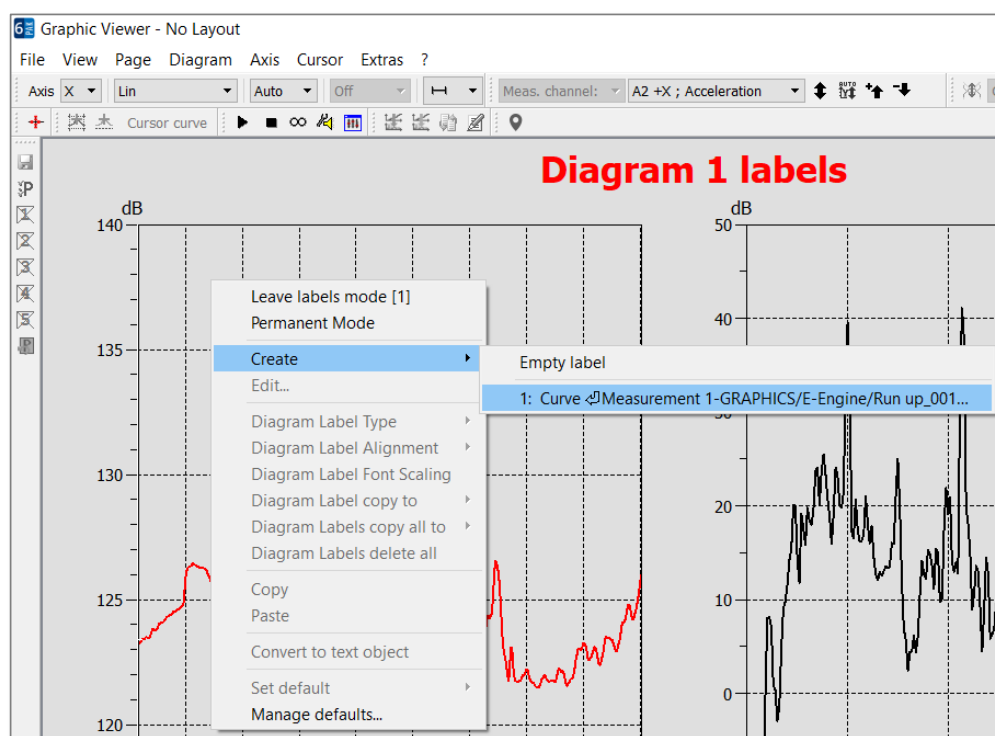 Graphic Viewer - No Layout
File View Page Diagram Axis Cursor Extras ?
Axis X Lin Auto Off Meas. channel: A2 +X ; Acceleration
Cursor curve
Diagram 1 labels
dB
dB
140
50
Leave labels mode [1]
Permanent Mode
40
135
Create
Empty label
Edit...
1: Curve ⏎Measurement 1-GRAPHICS/E-Engine/Run up_001...
Diagram Label Type
Diagram Label Alignment
130
Diagram Label Font Scaling
Diagram Label copy to
20
Diagram Labels copy all to
Diagram Labels delete all
Copy
125
10
Paste
Convert to text object
Set default
0
Manage defaults...
120